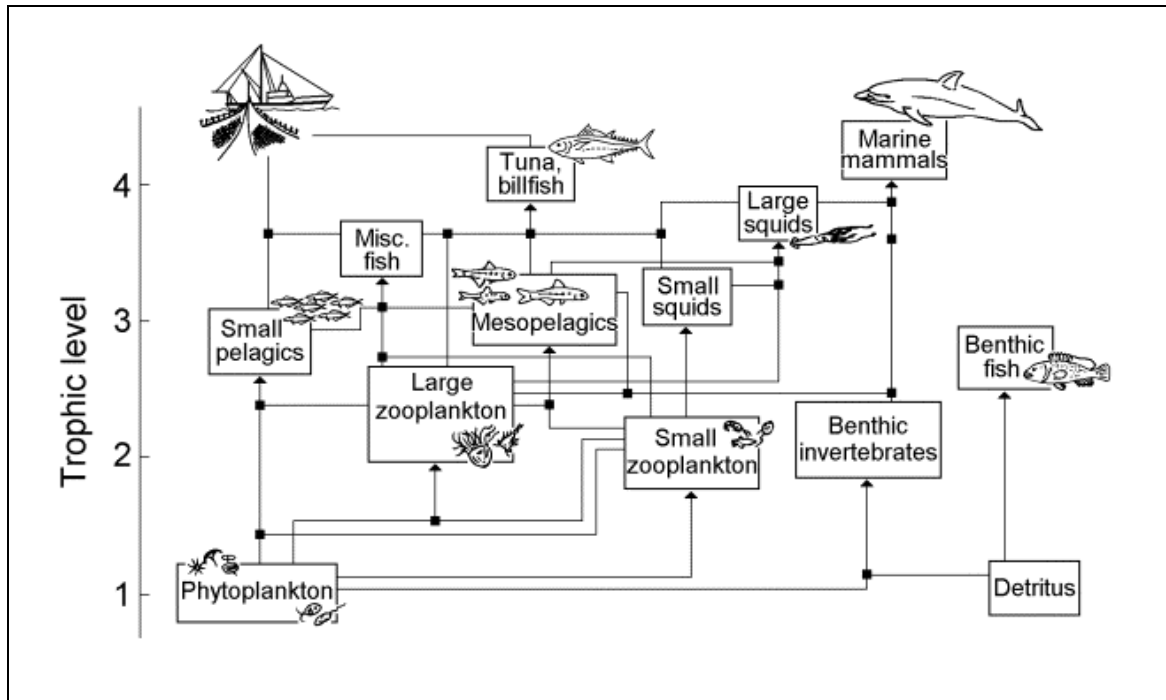 Trophic level
4
3
2
1
Tuna,
billfish
Marine
mammals
Large
squids
Misc.
fish
Mesopelagics
Small
squids
Small
pelagics
Benthic
fish
Large
zooplankton
Small
zooplankton
Benthic
invertebrates
Phytoplankton
Detritus